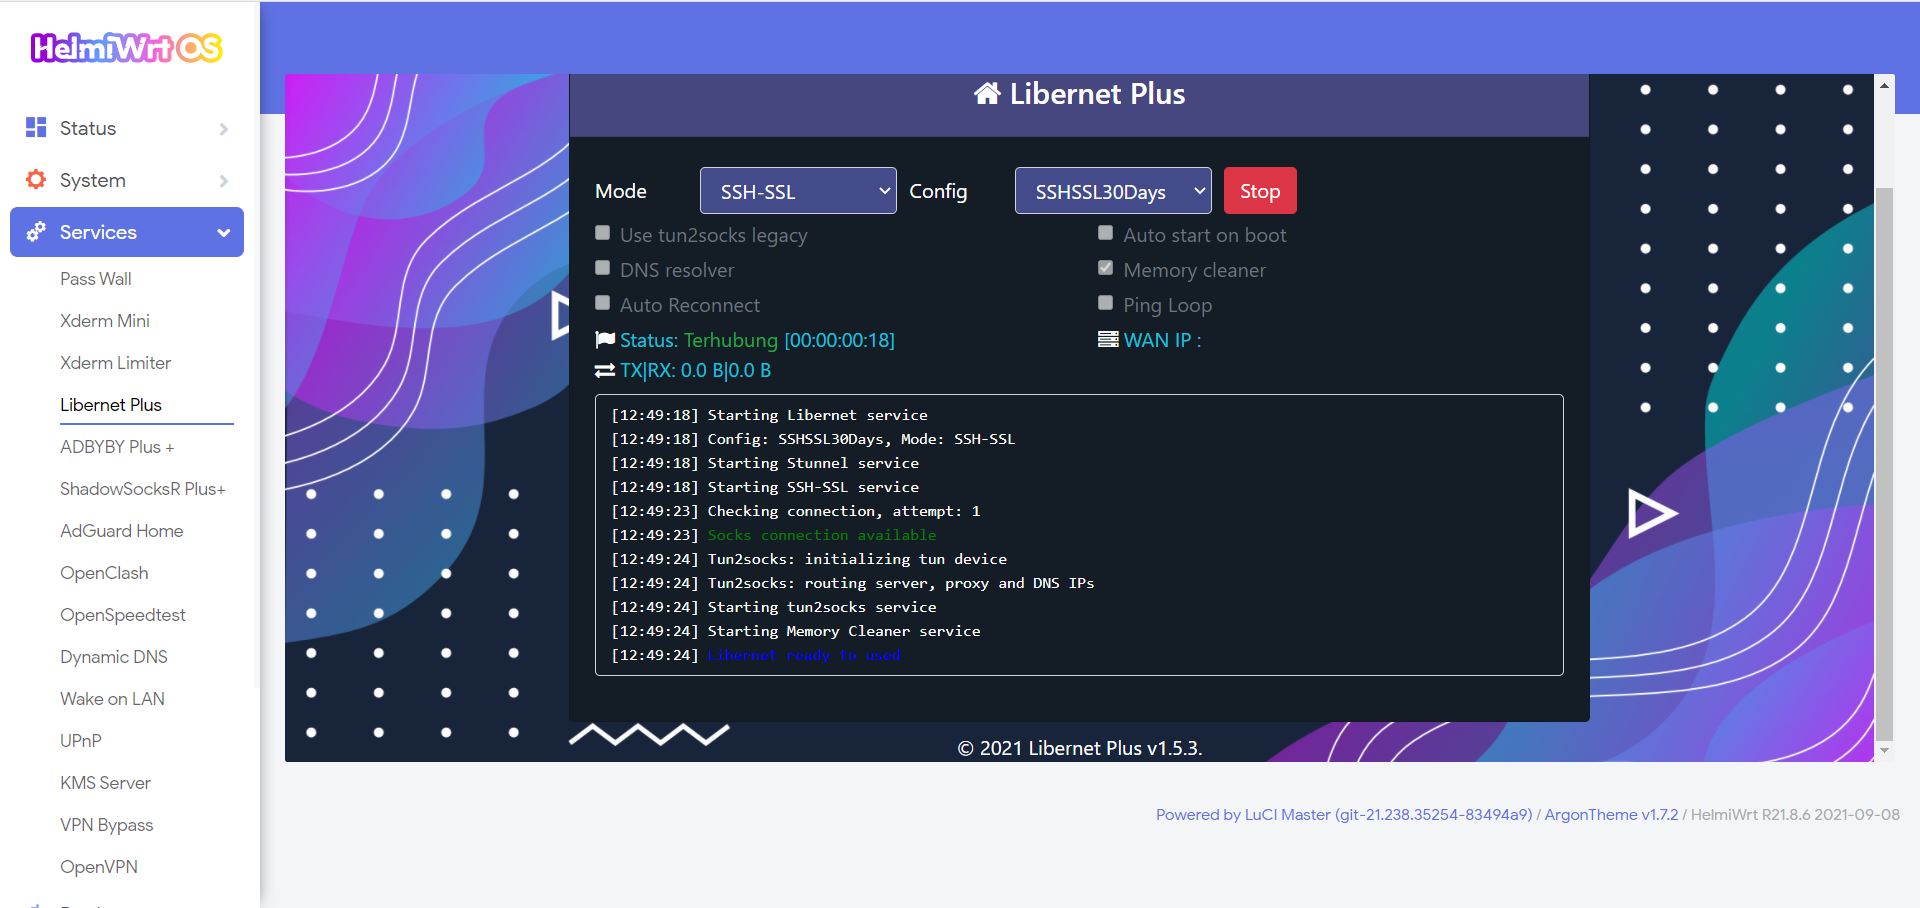 HelmiWrt OS
Status
System
Services
Pass Wall
Xderm Mini
Xderm Limiter
Libernet Plus
ADBYBY Plus +
ShadowSocksR Plus+
AdGuard Home
OpenClash
OpenSpeedtest
Dynamic DNS
Wake on LAN
UPnP
KMS Server
VPN Bypass
OpenVPN
Libernet Plus
Mode SSH-SSL Config SSHSSL30Days Stop
Use tun2socks legacy Auto start on boot
DNS resolver Memory cleaner
Auto Reconnect Ping Loop
Status: Terhubung [00:00:00:18] WAN IP :
TX|RX: 0.0 B|0.0 B
[12:49:18] Starting Libernet service
[12:49:18] Config: SSHSSL30Days, Mode: SSH-SSL
[12:49:18] Starting Stunnel service
[12:49:18] Starting SSH-SSL service
[12:49:23] Checking connection, attempt: 1
[12:49:23] Socks connection available
[12:49:24] Tun2socks: initializing tun device
[12:49:24] Tun2socks: routing server, proxy and DNS IPs
[12:49:24] Starting tun2socks service
[12:49:24] Starting Memory Cleaner service
[12:49:24] Libernet ready to used
© 2021 Libernet Plus v1.5.3.
Powered by LuCI Master (git-21.238.35254-83494a9) / ArgonTheme v1.7.2 / HelmiWrt R21.8.6 2021-09-08